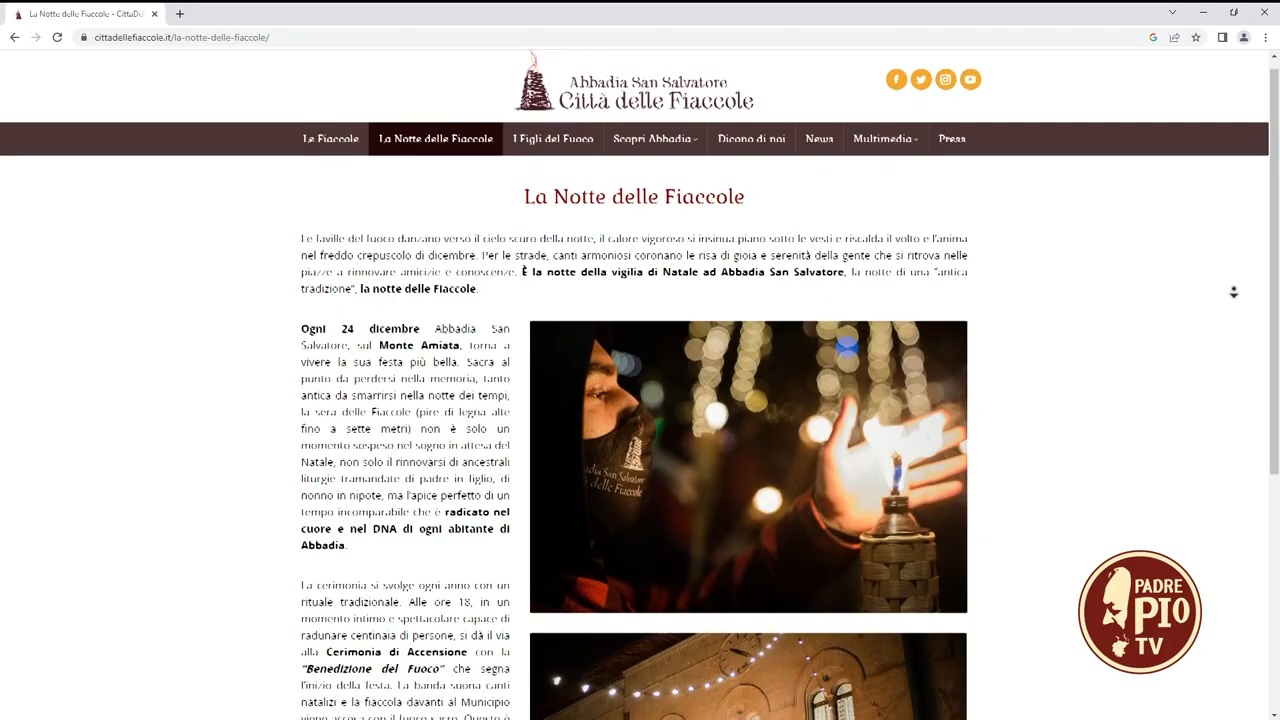 La Notte delle Fiaccole - CittaDel
cittadellefiaccole.it/la-notte-delle-fiaccole/
Abbadia San Salvatore
Città delle Fiaccole
Le Fiaccole La Notte delle Fiaccole I Figli del Fuoco Scopri Abbadia Dicono di noi News Multimedia Press
La Notte delle Fiaccole
Le faville del fuoco danzano verso il cielo scuro della notte, il calore vigoroso si insinua piano sotto le vesti e riscalda il volto e l'anima
nel freddo crepuscolo di dicembre. Per le strade, canti armoniosi coronano le risa di gioia e serenità della gente che si ritrova nelle
piazze a rinnovare amicizie e conoscenze. È la notte della vigilia di Natale ad Abbadia San Salvatore, la notte di una "antica
tradizione", la notte delle Fiaccole.
Ogni 24 dicembre Abbadia San
Salvatore, sul Monte Amiata, torna a
vivere la sua festa più bella. Sacra al
punto da perdersi nella memoria, tanto
antica da smarrirsi nella notte dei tempi,
la sera delle Fiaccole (pire di legna alte
fino a sette metri) non è solo un
momento sospeso nel sogno in attesa del
Natale, non solo il rinnovarsi di ancestrali
liturgie tramandate di padre in figlio, di
nonno in nipote, ma l'apice perfetto di un
tempo incomparabile che è radicato nel
cuore e nel DNA di ogni abitante di
Abbadia.
adia San Salvatore
delle Fiaccole
La cerimonia si svolge ogni anno con un
rituale tradizionale. Alle ore 18, in un
momento intimo e spettacolare capace di
radunare centinaia di persone, si dà il via
alla Cerimonia di Accensione con la
"Benedizione del Fuoco" che segna
l'inizio della festa. La banda suona canti
natalizi e la fiaccola davanti al Municipio
viene accesa con il fuoco sacro. Questo è
PADRE
PIO
TV